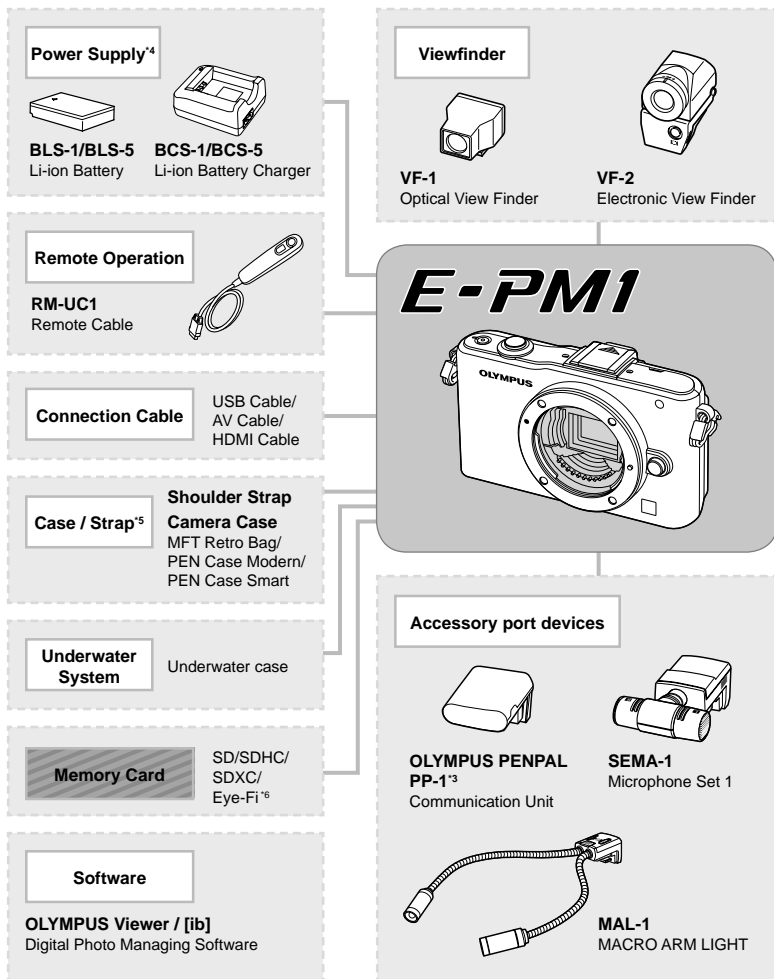 Power Supply*4
BLS-1/BLS-5
Li-ion Battery
BCS-1/BCS-5
Li-ion Battery Charger
Remote Operation
RM-UC1
Remote Cable
Connection Cable
USB Cable/
AV Cable/
HDMI Cable
Case / Strap*5
Shoulder Strap
Camera Case
MFT Retro Bag/
PEN Case Modern/
PEN Case Smart
Underwater
System
Underwater case
Memory Card
SD/SDHC/
SDXC/
Eye-Fi*6
Software
OLYMPUS Viewer / [ib]
Digital Photo Managing Software
Viewfinder
VF-1
Optical View Finder
VF-2
Electronic View Finder
E-PM1
OLYMPUS
Accessory port devices
OLYMPUS PENPAL
PP-1*3
Communication Unit
SEMA-1
Microphone Set 1
MAL-1
MACRO ARM LIGHT